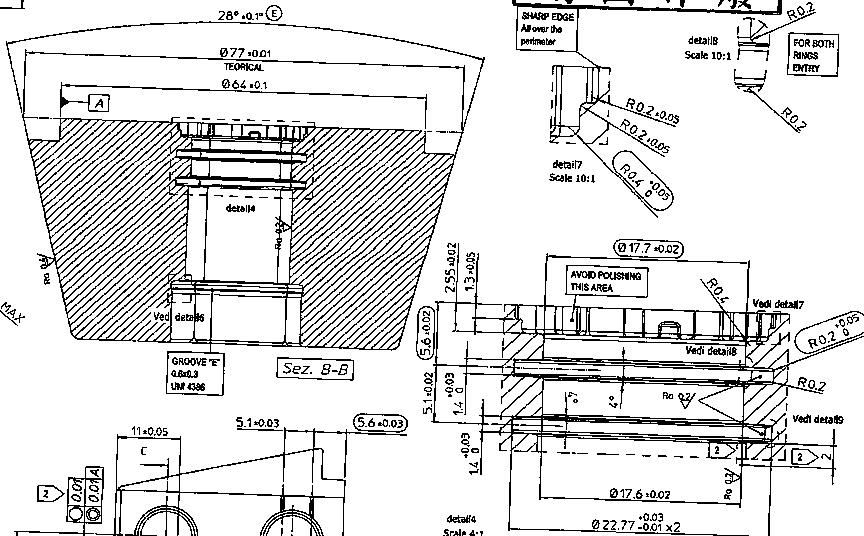 28° ±0.1° E
Ø77 ±0.01
TEORICAL
Ø64 ±0.1
A
detail4
Ra 0.2
Vedi detail6
GROOVE "E"
0.6x0.3
UNI 4386
Sez. B-B
MAX
SHARP EDGE
All over the
perimeter
R0.2 ±0.05
R0.2 ±0.05
R0.4 +0.05 0
detail7
Scale 10:1
detail8
Scale 10:1
R0.2
R0.2
FOR BOTH
RINGS
ENTRY
Ø17.7 ±0.02
2.55 ±0.02
1.3 ±0.05
AVOID POLISHING
THIS AREA
R0.4
Vedi detail7
R0.2 +0.05 0
5.6 ±0.02
Vedi detail8
R0.2
5.1 ±0.02
1.4 +0.03 0
4°
Ra 0.2
Vedi detail9
1.4 +0.03 0
2
2
2
Ra 0.2
Ø17.6 ±0.02
detail4
Scale 4:1
Ø22.77 +0.03 -0.01 x2
11 ±0.05
5.1 ±0.03
5.6 ±0.03
C
2
0.01
0.01 A